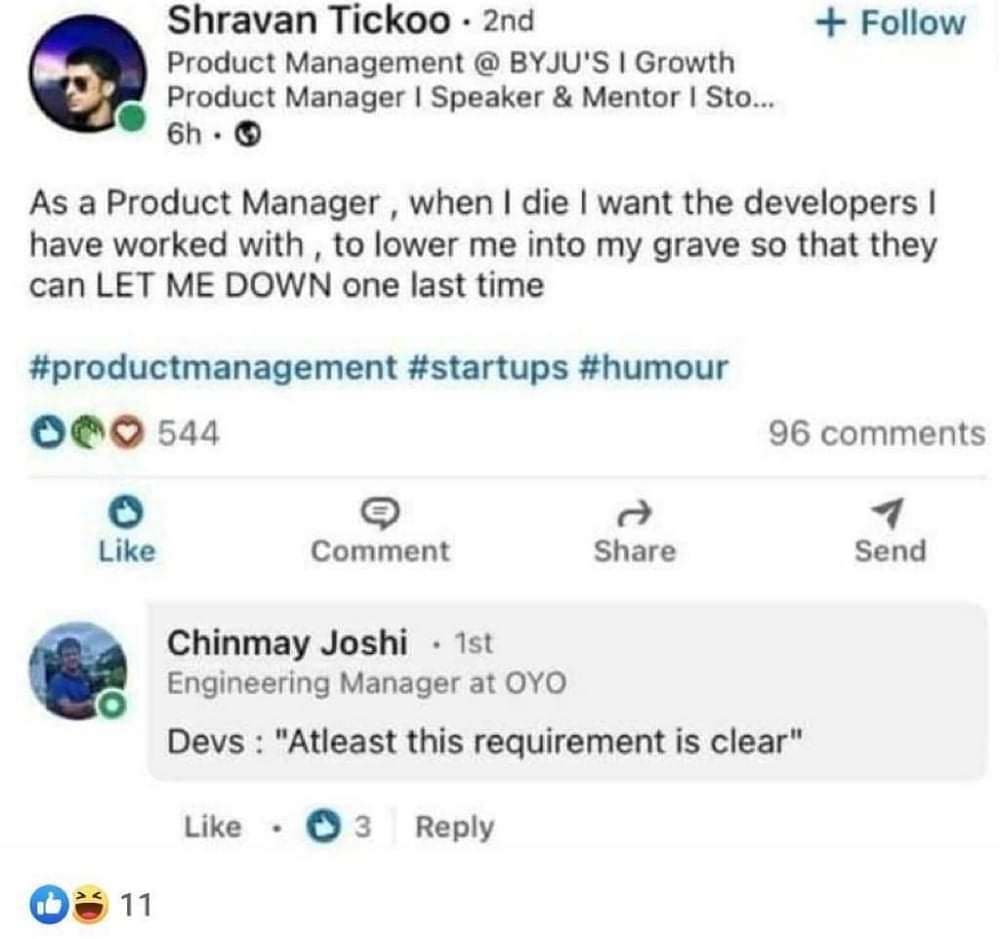 Shravan Tickoo · 2nd
+ Follow
Product Management @ BYJU'S I Growth
Product Manager I Speaker & Mentor I Sto...
6h ·
As a Product Manager , when I die I want the developers I
have worked with , to lower me into my grave so that they
can LET ME DOWN one last time
#productmanagement #startups #humour
544
96 comments
Like
Comment
Share
Send
Chinmay Joshi · 1st
Engineering Manager at OYO
Devs : "Atleast this requirement is clear"
Like · 3 Reply
11